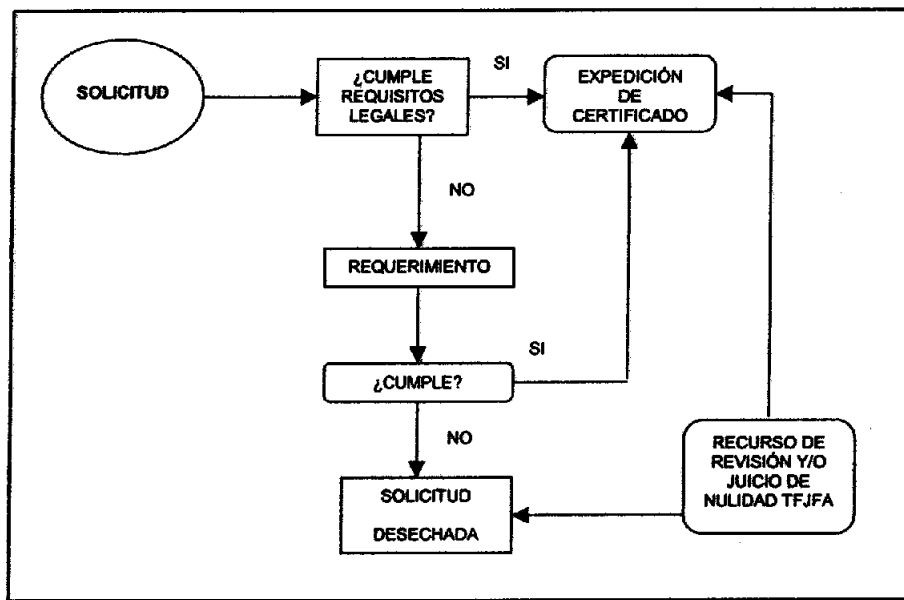 SOLICITUD
¿CUMPLE
REQUISITOS
LEGALES?
SI
EXPEDICIÓN
DE
CERTIFICADO
NO
REQUERIMIENTO
SI
¿CUMPLE?
NO
SOLICITUD
DESECHADA
RECURSO DE
REVISIÓN Y/O
JUICIO DE
NULIDAD TFJFA